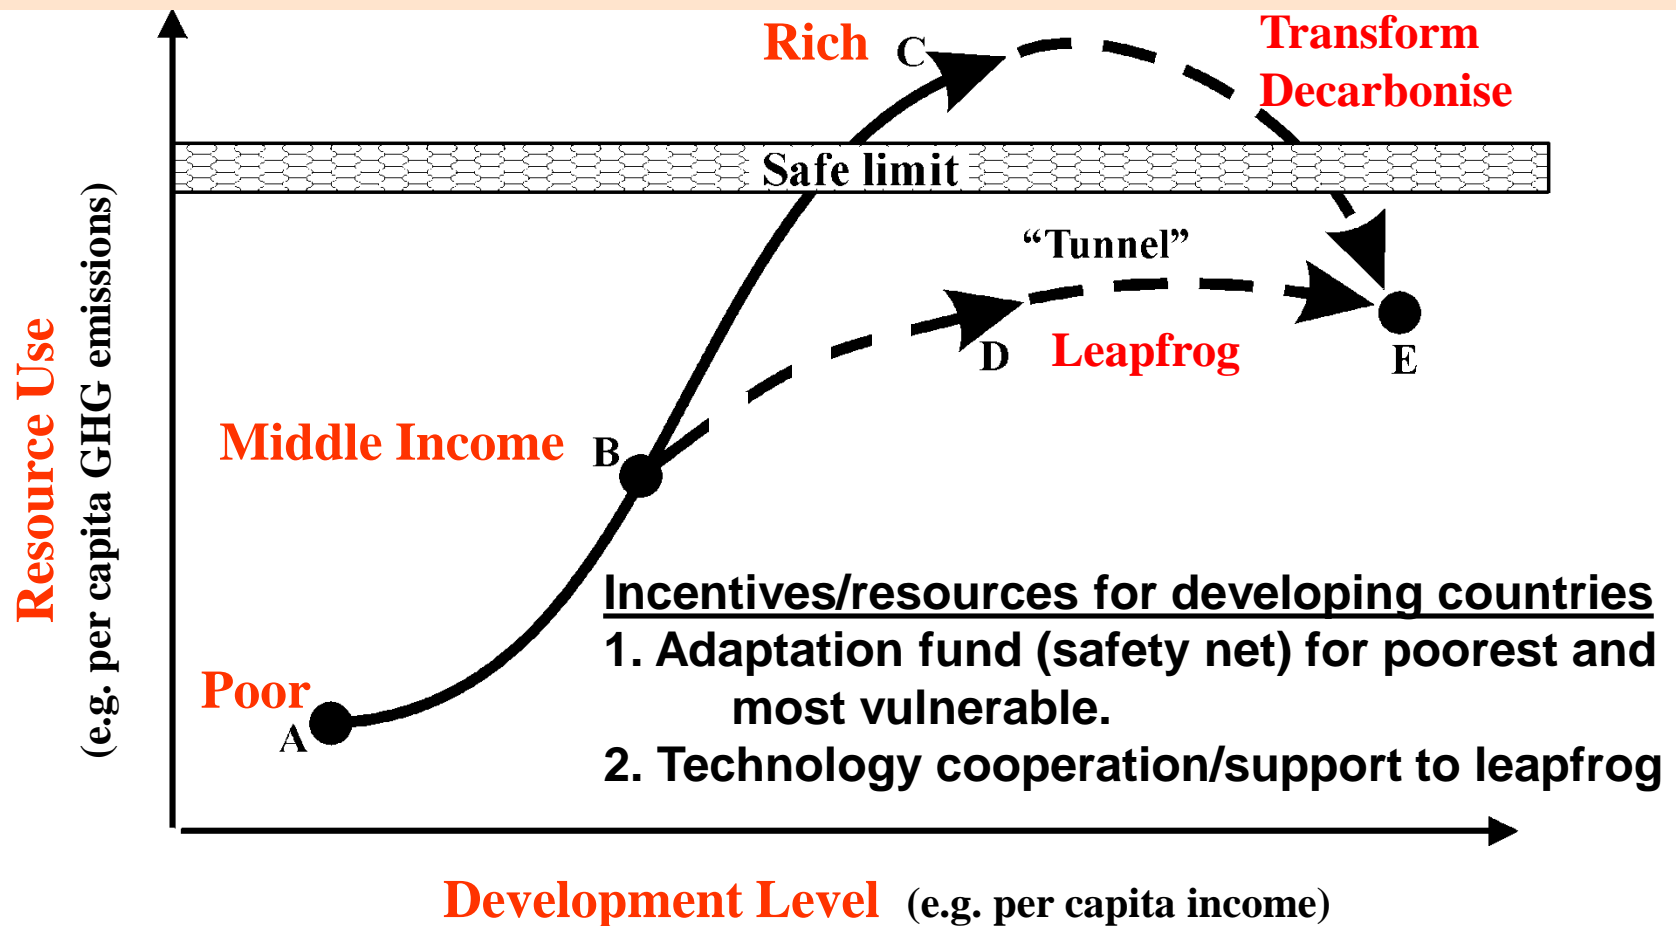 Rich C
Transform
Decarbonise
Safe limit
“Tunnel”
D Leapfrog
E
Middle Income B
Poor
A
Resource Use
(e.g. per capita GHG emissions)
Incentives/resources for developing countries
1. Adaptation fund (safety net) for poorest and
most vulnerable.
2. Technology cooperation/support to leapfrog
Development Level (e.g. per capita income)